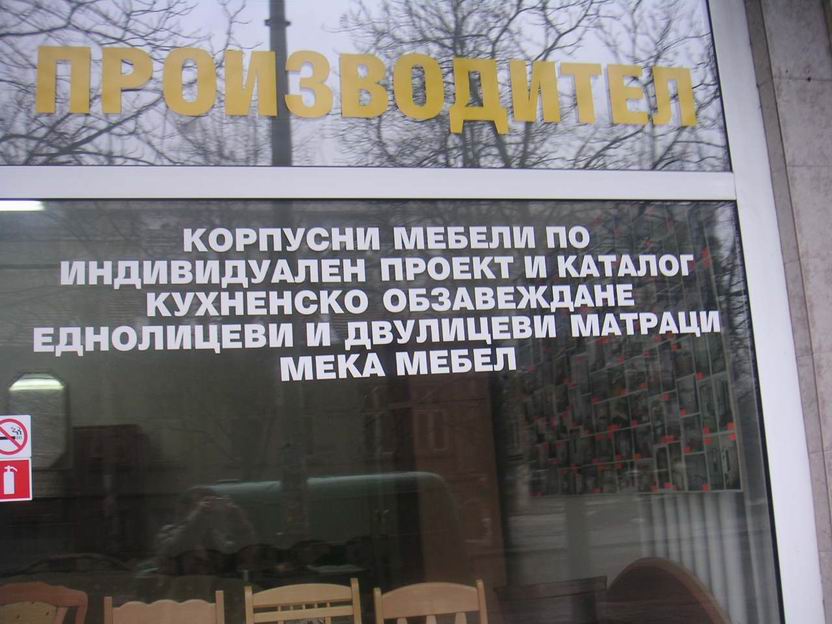 ПРОИЗВОДИТЕЛ
КОРПУСНИ МЕБЕЛИ ПО
ИНДИВИДУАЛЕН ПРОЕКТ И КАТАЛОГ
КУХНЕНСКО ОБЗАВЕЖДАНЕ
ЕДНОЛИЦЕВИ И ДВУЛИЦЕВИ МАТРАЦИ
МЕКА МЕБЕЛ